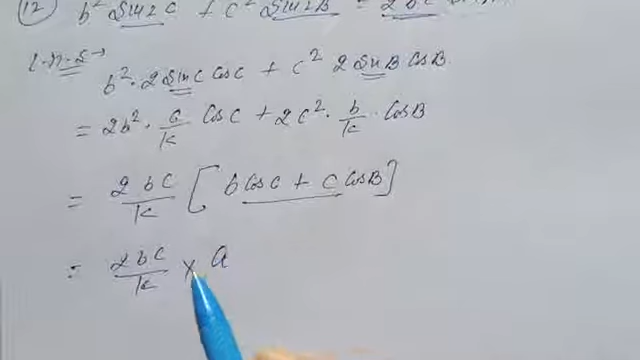 (12) b² Sin2C + c² Sin2B = 2bc
L.H.S → b² · 2 SinC CosC + c² 2 SinB CosB
= 2b² · c/k CosC + 2c² · b/k · CosB
= 2bc/k [ b CosC + c CosB ]
= 2bc/k × a